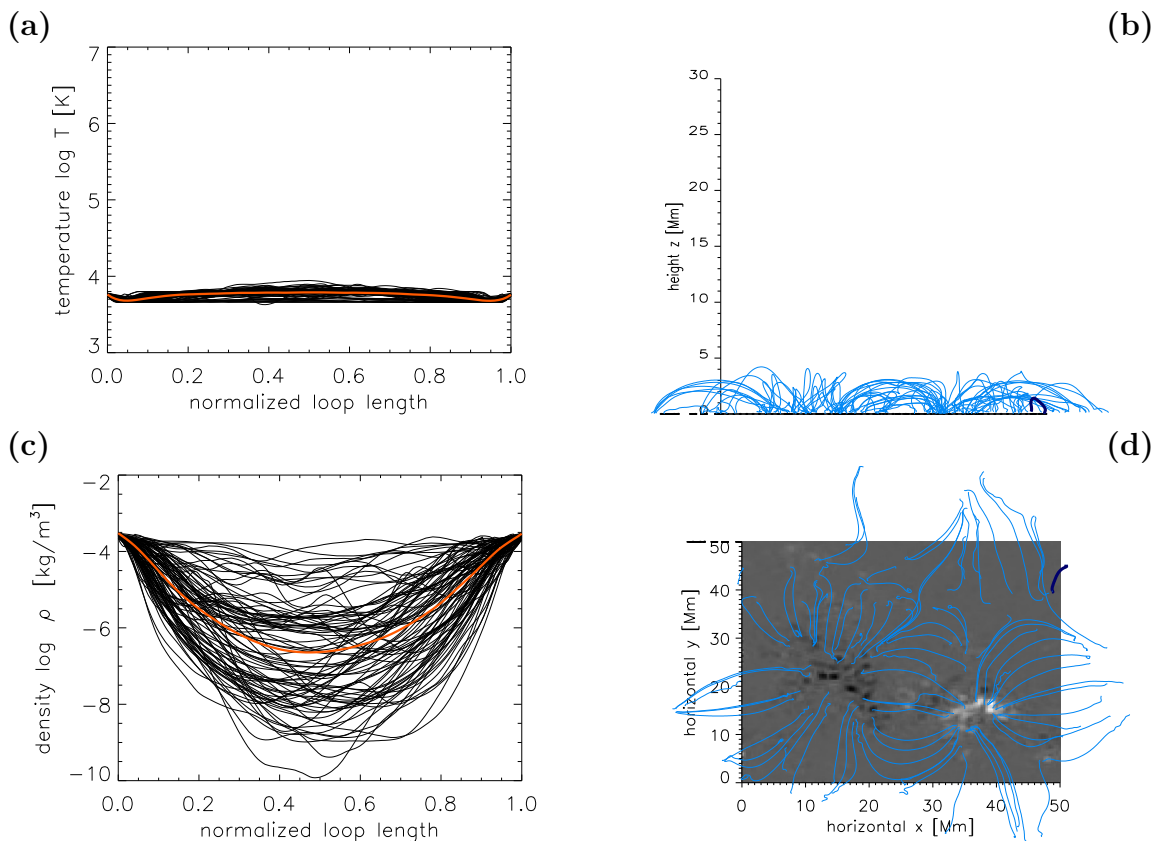 (a)
(b)
7
6
5
4
3
temperature log T [K]
0.0 0.2 0.4 0.6 0.8 1.0
normalized loop length
30
25
20
15
10
5
height z [Mm]
(c)
(d)
−2
−4
−6
−8
−10
density log ρ [kg/m³]
0.0 0.2 0.4 0.6 0.8 1.0
normalized loop length
50
40
30
20
10
0
horizontal y [Mm]
0 10 20 30 40 50
horizontal x [Mm]